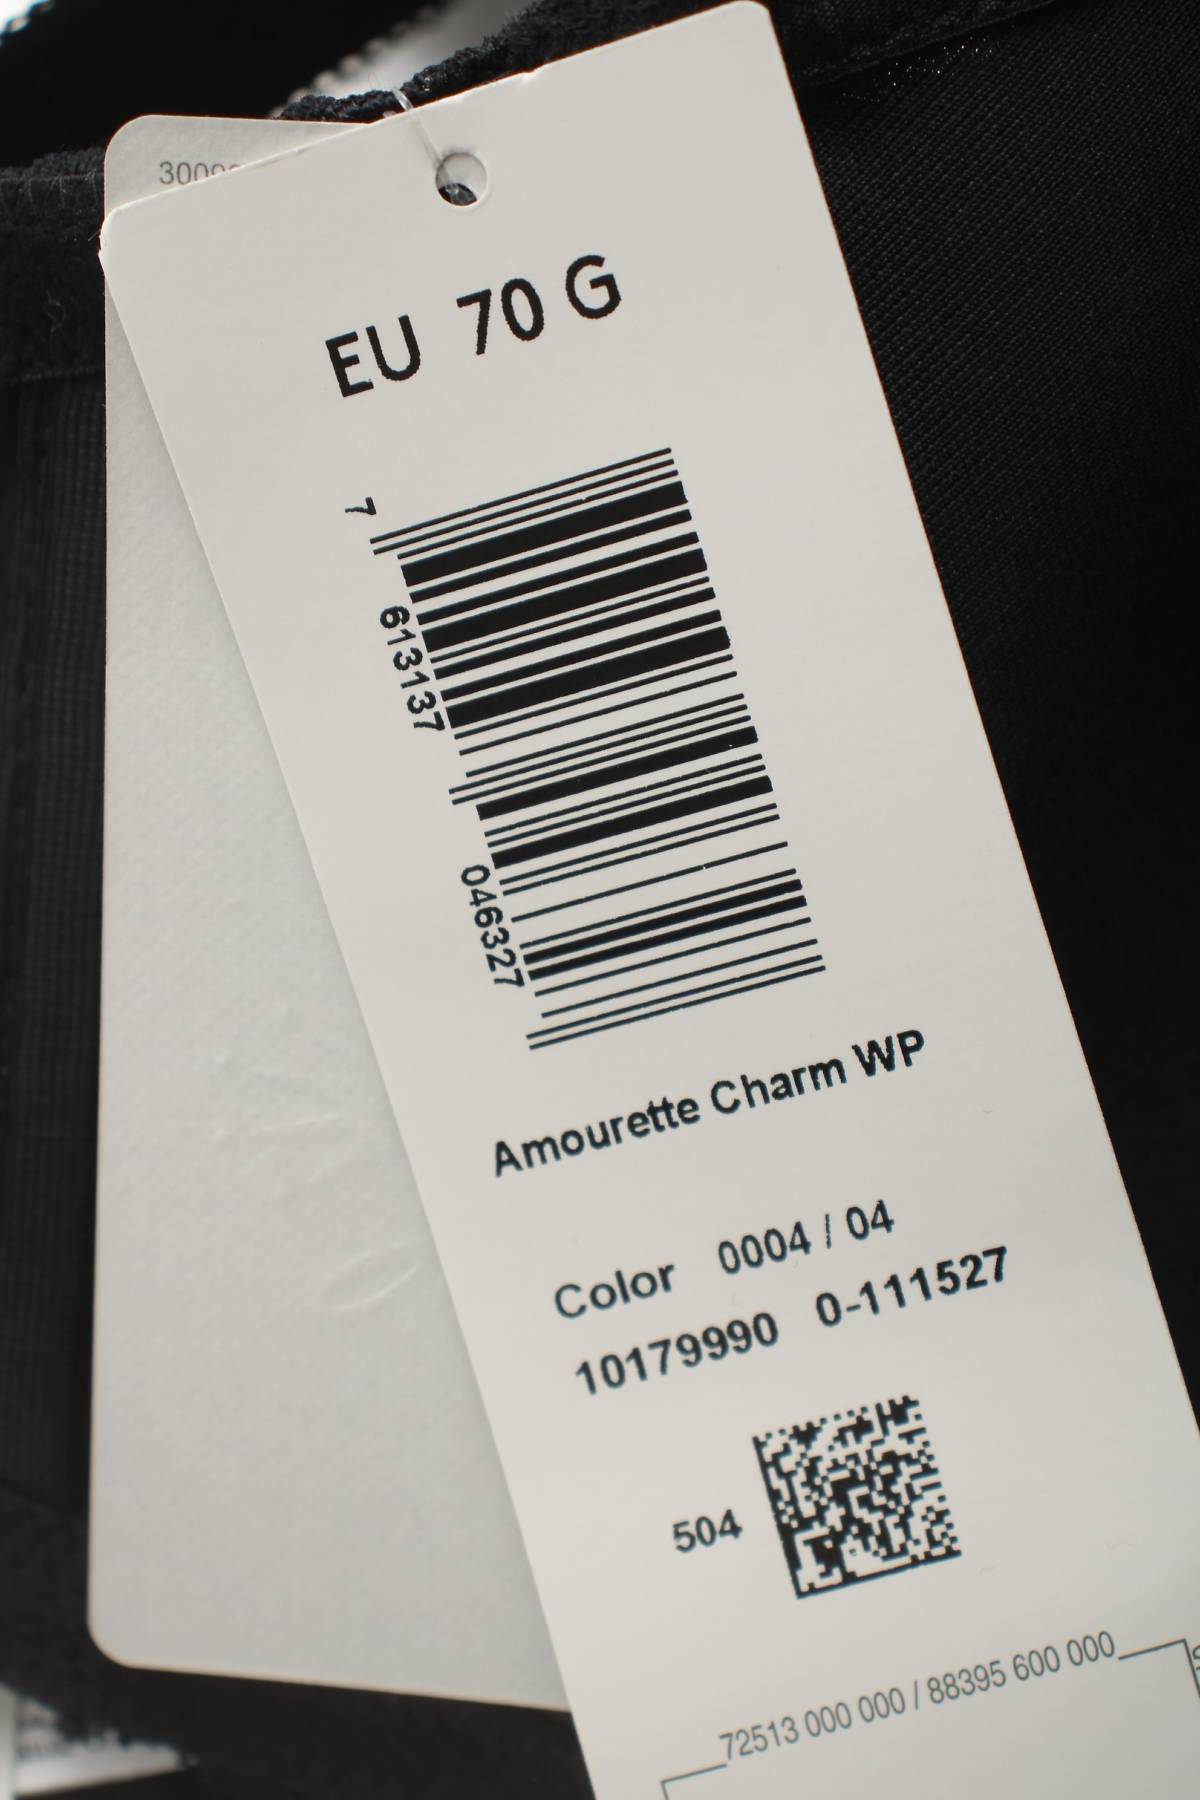 EU 70 G
7 613137 046327
Amourette Charm WP
Color 0004 / 04
10179990 0-111527
504
72513 000 000 / 88395 600 000